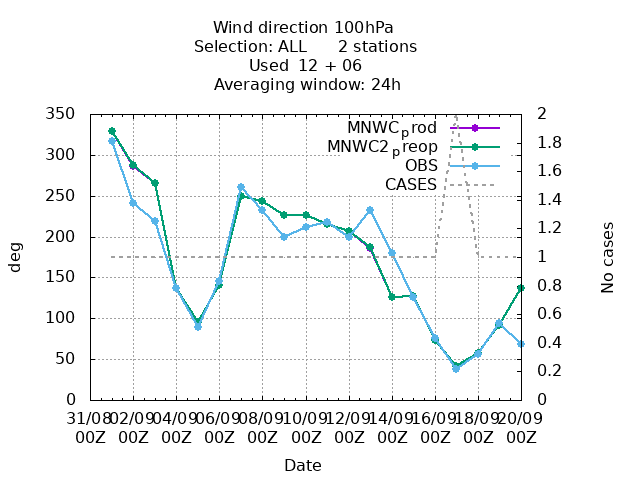 Wind direction 100hPa
Selection: ALL 2 stations
Used 12 + 06
Averaging window: 24h
350
300
250
200
150
100
50
0
deg
2
1.8
1.6
1.4
1.2
1
0.8
0.6
0.4
0.2
0
No cases
MNWCprod
MNWC2preop
OBS
CASES
31/08 02/09 04/09 06/09 08/09 10/09 12/09 14/09 16/09 18/09 20/09
00Z 00Z 00Z 00Z 00Z 00Z 00Z 00Z 00Z 00Z 00Z
Date